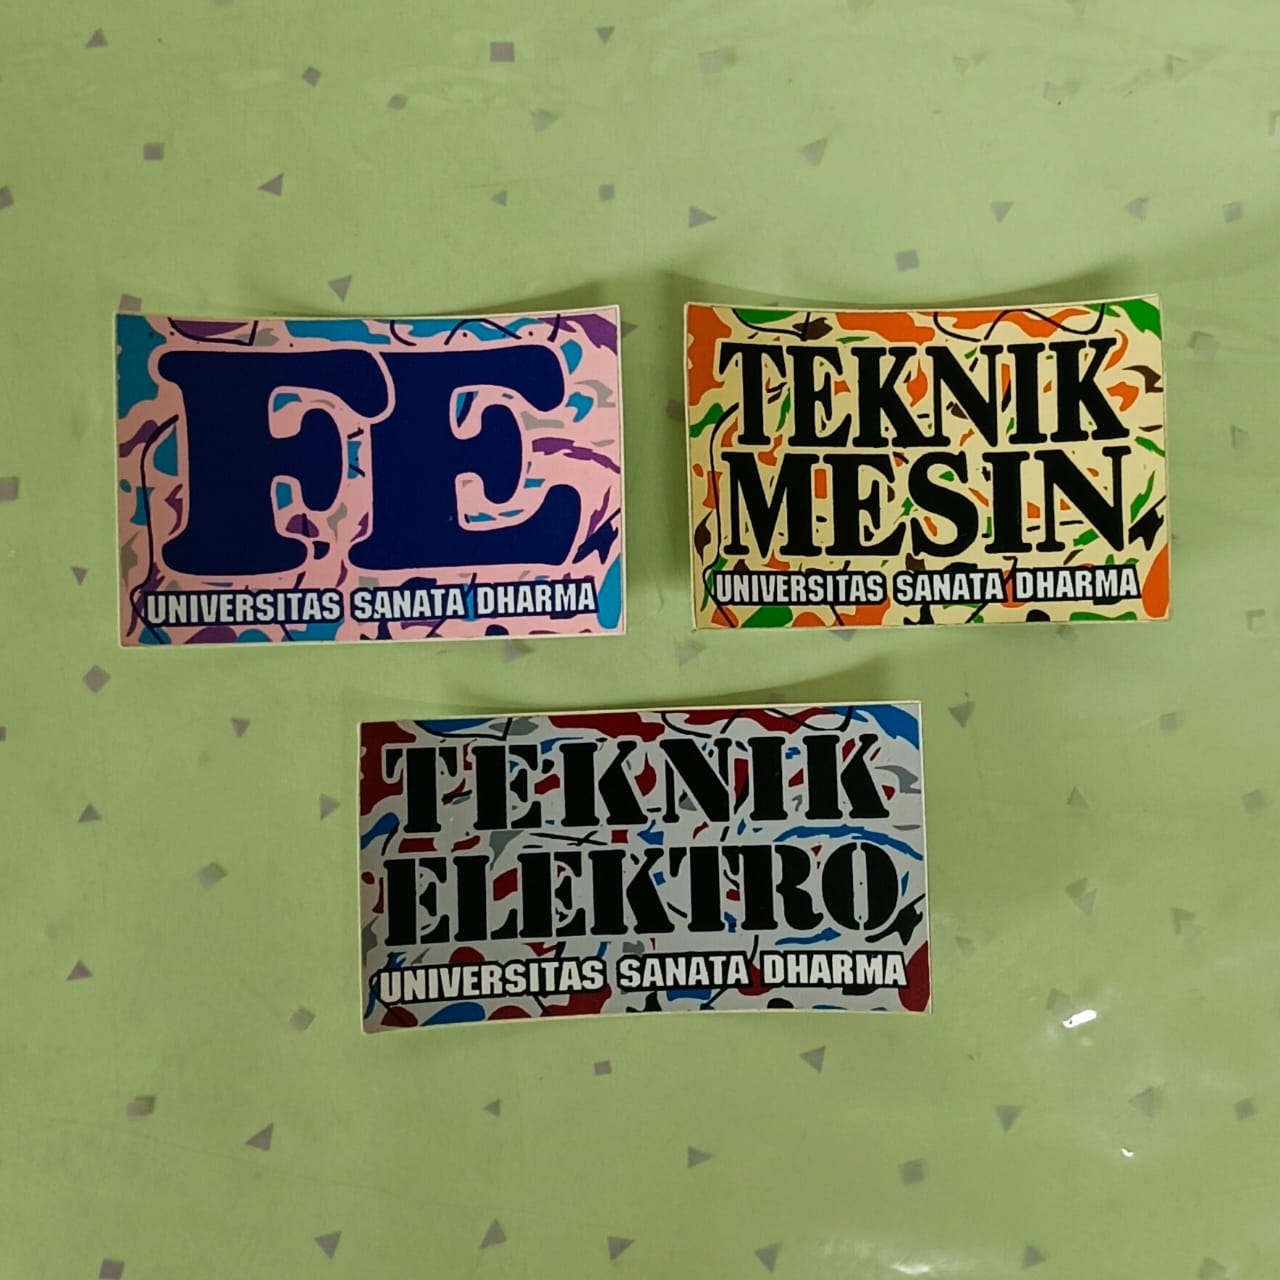 FE
UNIVERSITAS SANATA DHARMA
TEKNIK
MESIN
UNIVERSITAS SANATA DHARMA
TEKNIK
ELEKTRO
UNIVERSITAS SANATA DHARMA